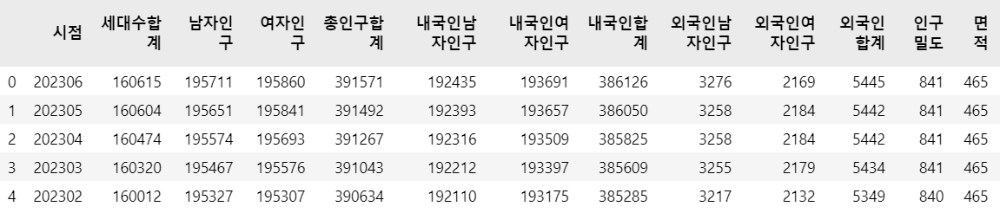 시점 세대수합계 남자인구 여자인구 총인구합계 내국인남자인구 내국인여자인구 내국인합계 외국인남자인구 외국인여자인구 외국인합계 인구밀도 면적
0 202306 160615 195711 195860 391571 192435 193691 386126 3276 2169 5445 841 465
1 202305 160604 195651 195841 391492 192393 193657 386050 3258 2184 5442 841 465
2 202304 160474 195574 195693 391267 192316 193509 385825 3258 2184 5442 841 465
3 202303 160320 195467 195576 391043 192212 193397 385609 3255 2179 5434 841 465
4 202302 160012 195327 195307 390634 192110 193175 385285 3217 2132 5349 840 465